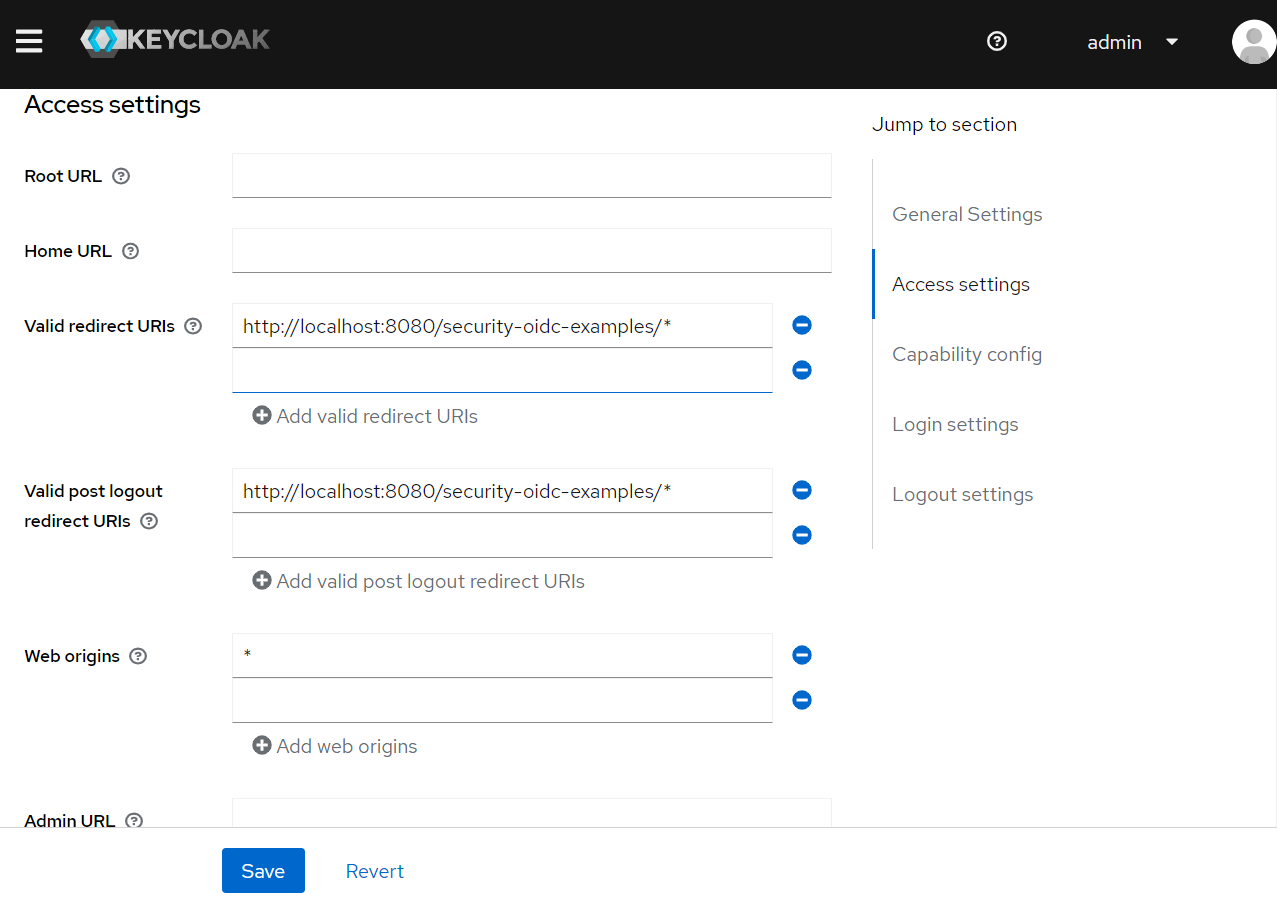 KEYCLOAK
admin
Access settings
Jump to section
Root URL
General Settings
Home URL
Access settings
Valid redirect URIs
http://localhost:8080/security-oidc-examples/*
Capability config
Add valid redirect URIs
Login settings
Valid post logout
redirect URIs
http://localhost:8080/security-oidc-examples/*
Logout settings
Add valid post logout redirect URIs
Web origins
*
Add web origins
Admin URL
Save
Revert